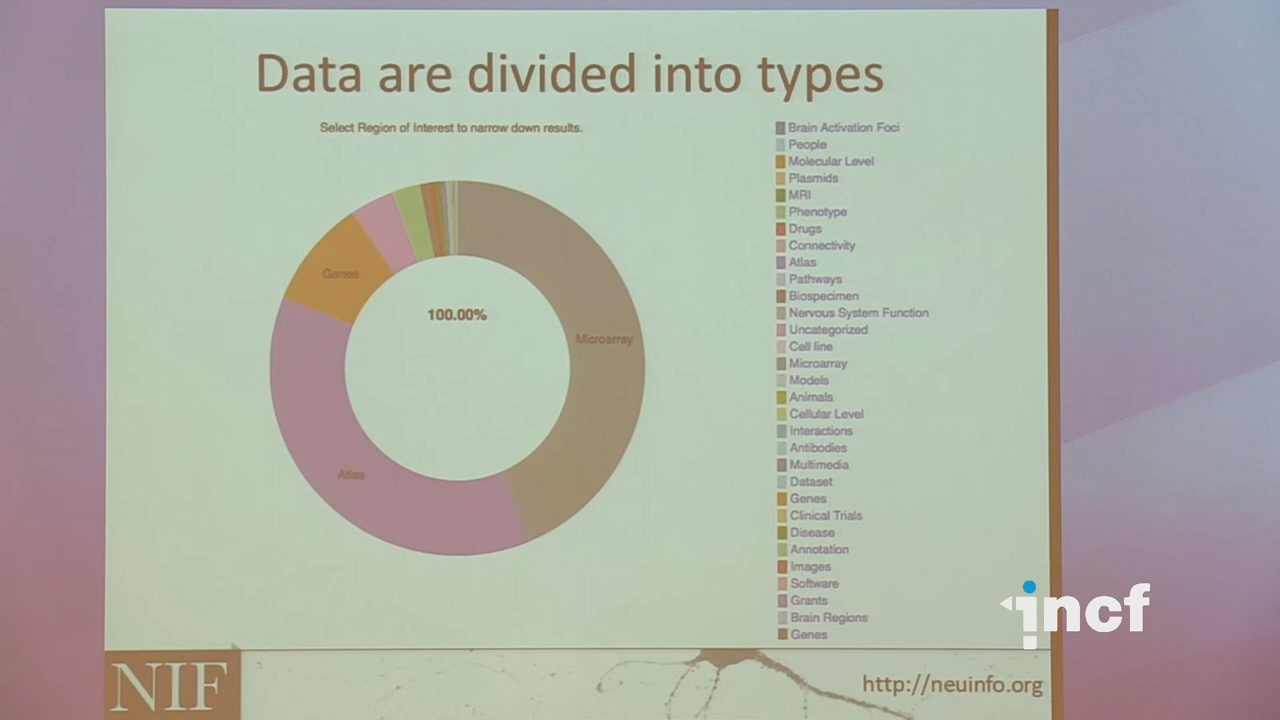 Data are divided into types
Select Region of Interest to narrow down results.
Genes
100.00%
Microarray
Atlas
Brain Activation Foci
People
Molecular Level
Plasmids
MRI
Phenotype
Drugs
Connectivity
Atlas
Pathways
Biospecimen
Nervous System Function
Uncategorized
Cell line
Microarray
Models
Animals
Cellular Level
Interactions
Antibodies
Multimedia
Dataset
Genes
Clinical Trials
Disease
Annotation
Images
Software
Grants
Brain Regions
Genes
incf
NIF
http://neuinfo.org